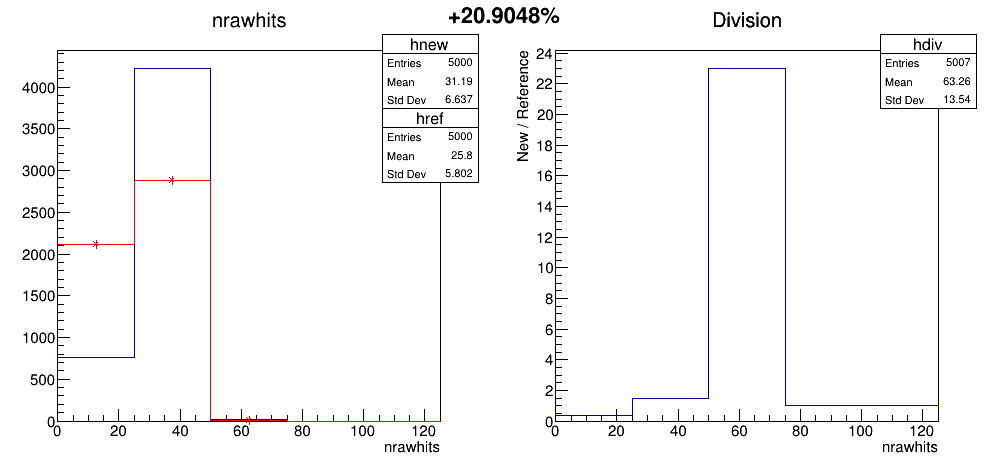 +20.9048%
nrawhits
hnew
Entries 5000
Mean 31.19
Std Dev 6.637
href
Entries 5000
Mean 25.8
Std Dev 5.802
4000
3500
3000
2500
2000
1500
1000
500
0
0 20 40 60 80 100 120
nrawhits
Division
hdiv
Entries 5007
Mean 63.26
Std Dev 13.54
New / Reference
24
22
20
18
16
14
12
10
8
6
4
2
0
0 20 40 60 80 100 120
nrawhits